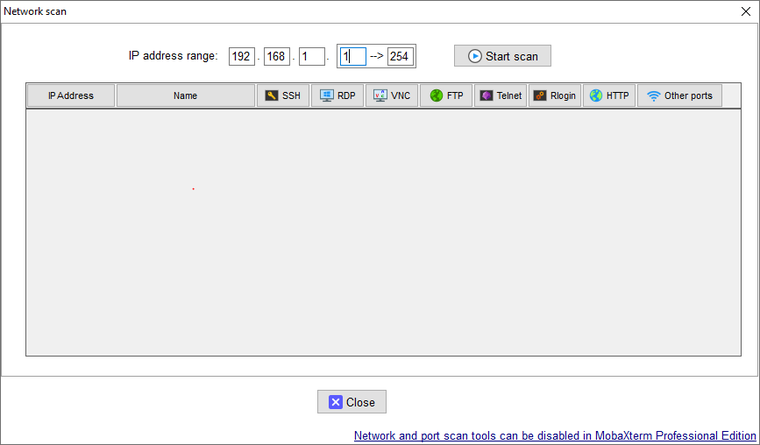 Network scan
IP address range: 192 . 168 . 1 . 1 --> 254 Start scan
IP Address Name SSH RDP VNC FTP Telnet Rlogin HTTP Other ports
Close
Network and port scan tools can be disabled in MobaXterm Professional Edition